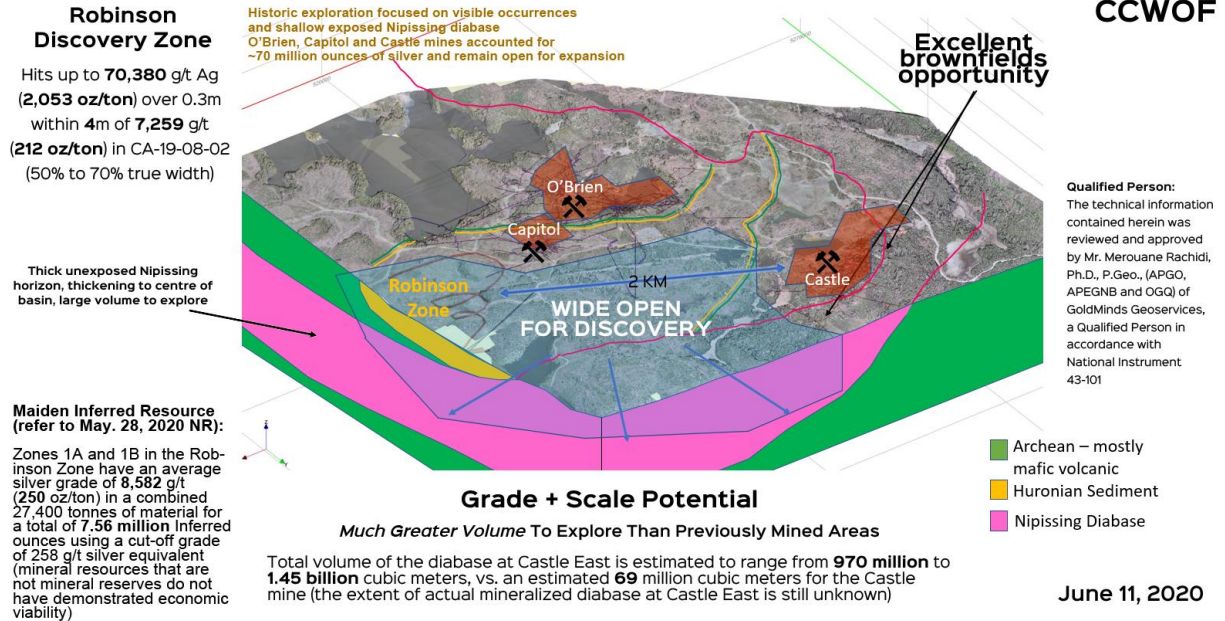 Robinson
Discovery Zone
Hits up to 70,380 g/t Ag
(2,053 oz/ton) over 0.3m
within 4m of 7,259 g/t
(212 oz/ton) in CA-19-08-02
(50% to 70% true width)
Historic exploration focused on visible occurrences
and shallow exposed Nipissing diabase
O'Brien, Capitol and Castle mines accounted for
~70 million ounces of silver and remain open for expansion
CCWOF
Excellent
brownfields
opportunity
O'Brien
Capitol
Castle
2 KM
Robinson
Zone
WIDE OPEN
FOR DISCOVERY
Thick unexposed Nipissing
horizon, thickening to centre of
basin, large volume to explore
Qualified Person:
The technical information
contained herein was
reviewed and approved
by Mr. Merouane Rachidi,
Ph.D., P.Geo., (APGO,
APEGNB and OGQ) of
GoldMinds Geoservices,
a Qualified Person in
accordance with
National Instrument
43-101
Maiden Inferred Resource
(refer to May. 28, 2020 NR):
Zones 1A and 1B in the Rob-
inson Zone have an average
silver grade of 8,582 g/t
(250 oz/ton) in a combined
27,400 tonnes of material for
a total of 7.56 million Inferred
ounces using a cut-off grade
of 258 g/t silver equivalent
(mineral resources that are
not mineral reserves do not
have demonstrated economic
viability)
Archean – mostly
mafic volcanic
Huronian Sediment
Nipissing Diabase
Grade + Scale Potential
Much Greater Volume To Explore Than Previously Mined Areas
Total volume of the diabase at Castle East is estimated to range from 970 million to
1.45 billion cubic meters, vs. an estimated 69 million cubic meters for the Castle
mine (the extent of actual mineralized diabase at Castle East is still unknown)
June 11, 2020